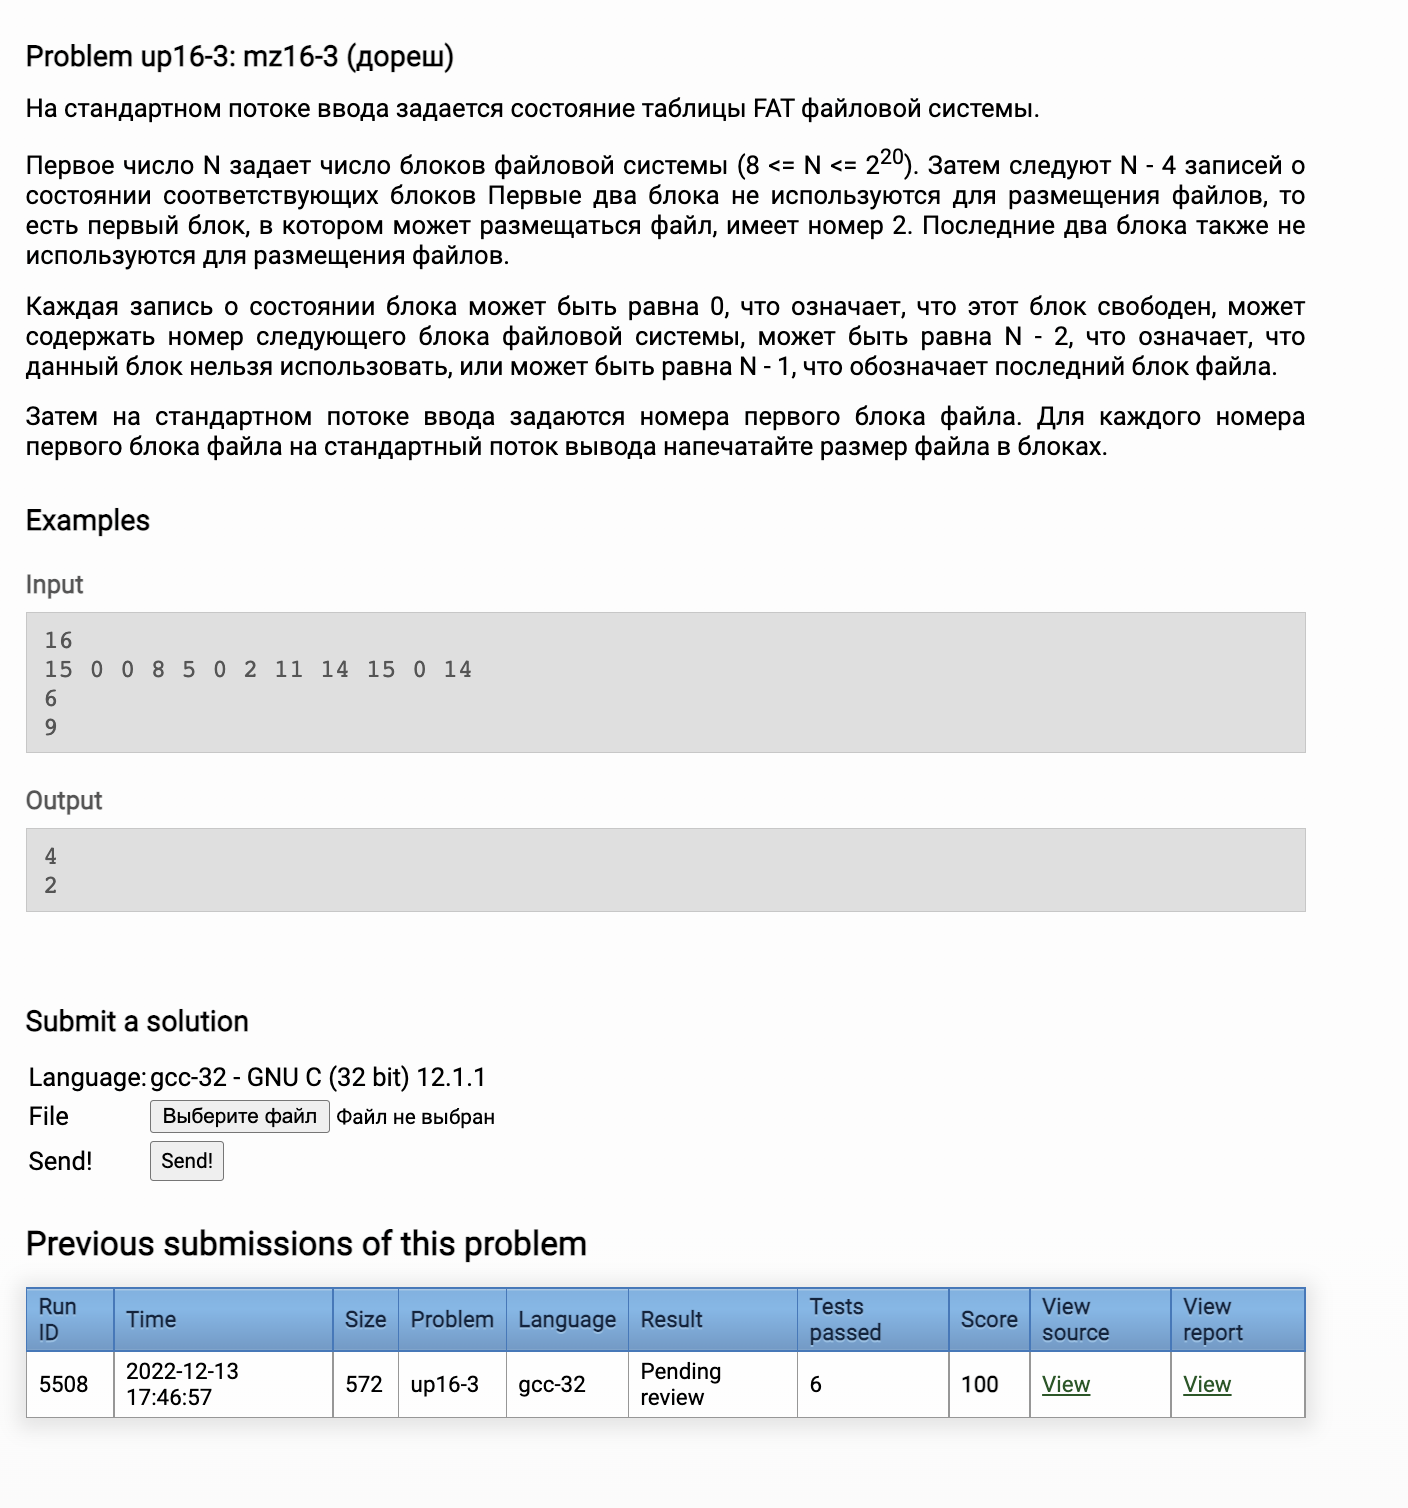 Problem up16-3: mz16-3 (дореш)
На стандартном потоке ввода задается состояние таблицы FAT файловой системы.
Первое число N задает число блоков файловой системы (8 <= N <= 2²⁰). Затем следуют N - 4 записей о
состоянии соответствующих блоков Первые два блока не используются для размещения файлов, то
есть первый блок, в котором может размещаться файл, имеет номер 2. Последние два блока также не
используются для размещения файлов.
Каждая запись о состоянии блока может быть равна 0, что означает, что этот блок свободен, может
содержать номер следующего блока файловой системы, может быть равна N - 2, что означает, что
данный блок нельзя использовать, или может быть равна N - 1, что обозначает последний блок файла.
Затем на стандартном потоке ввода задаются номера первого блока файла. Для каждого номера
первого блока файла на стандартный поток вывода напечатайте размер файла в блоках.
Examples
Input
16
15 0 0 8 5 0 2 11 14 15 0 14
6
9
Output
4
2
Submit a solution
Language: gcc-32 - GNU C (32 bit) 12.1.1
File Выберите файл Файл не выбран
Send! Send!
Previous submissions of this problem
Run ID Time Size Problem Language Result Tests passed Score View source View report
5508 2022-12-13 17:46:57 572 up16-3 gcc-32 Pending review 6 100 View View